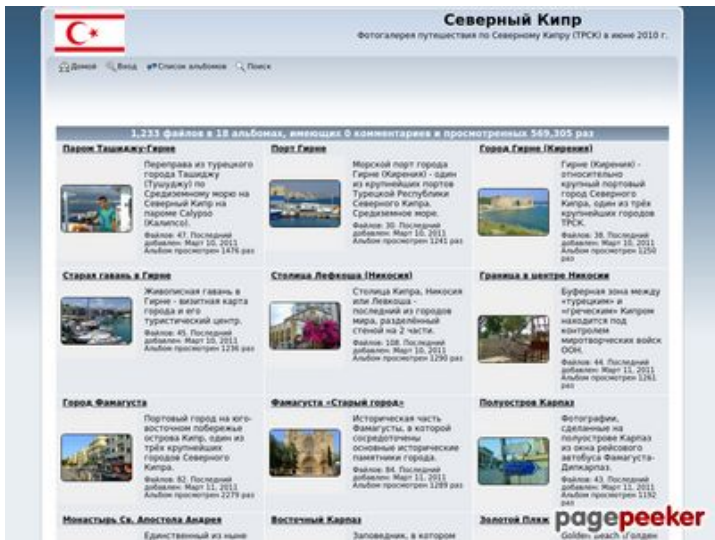 Северный Кипр
Фотогалерея путешествия по Северному Кипру (ТРСК) в июне 2010 г.
Домой Вход Список альбомов Поиск
1,233 файлов в 18 альбомах, имеющих 0 комментариев и просмотренных 569,305 раз
Паром Ташиджу-Гирне
Переправа из турецкого
города Ташиджу
(Тушуджу) по
Средиземному морю на
Северный Кипр на
пароме Calypso
(Калипсо).
Файлов: 47. Последний
добавлен: Март 10, 2011
Альбом просмотрен 1476 раз
Порт Гирне
Морской порт города
Гирне (Кирения) - один
из крупнейших портов
Турецкой Республики
Северного Кипра.
Средиземное море.
Файлов: 30. Последний
добавлен: Март 10, 2011
Альбом просмотрен 1241 раз
Город Гирне (Кирения)
Гирне (Кирения) -
относительно
крупный портовый
город Северного
Кипра, один из трёх
крупнейших городов
ТРСК.
Файлов: 38. Последний
добавлен: Март 10, 2011
Альбом просмотрен 1250
раз
Старая гавань в Гирне
Живописная гавань в
Гирне - визитная карта
города и его
туристический центр.
Файлов: 45. Последний
добавлен: Март 10, 2011
Альбом просмотрен 1236 раз
Столица Лефкоша (Никосия)
Столица Кипра, Никосия
или Левкоша -
последний из городов
мира, разделённый
стеной на 2 части.
Файлов: 108. Последний
добавлен: Март 10, 2011
Альбом просмотрен 1290 раз
Граница в центре Никосии
Буферная зона между
«турецким» и
«греческим» Кипром
находится под
контролем
миротворческих войск
ООН.
Файлов: 44. Последний
добавлен: Март 11, 2011
Альбом просмотрен 1261
раз
Город Фамагуста
Портовый город на юго-
восточном побережье
острова Кипр, один из
трёх крупнейших
городов Северного
Кипра.
Файлов: 82. Последний
добавлен: Март 11, 2011
Альбом просмотрен 2279 раз
Фамагуста «Старый город»
Историческая часть
Фамагусты, в которой
сосредоточены
основные исторические
памятники города.
Файлов: 84. Последний
добавлен: Март 11, 2011
Альбом просмотрен 1289 раз
Полуостров Карпаз
Фотографии,
сделанные на
полуострове Карпаз
из окна рейсового
автобуса Фамагуста-
Дипкарпаз.
Файлов: 43. Последний
добавлен: Март 11, 2011
Альбом просмотрен 1192
раз
Монастырь Св. Апостола Андрея
Единственный из ныне
Восточный Карпаз
Заповедник, в котором
Золотой Пляж
Golden Beach (Голден
pagepeeker